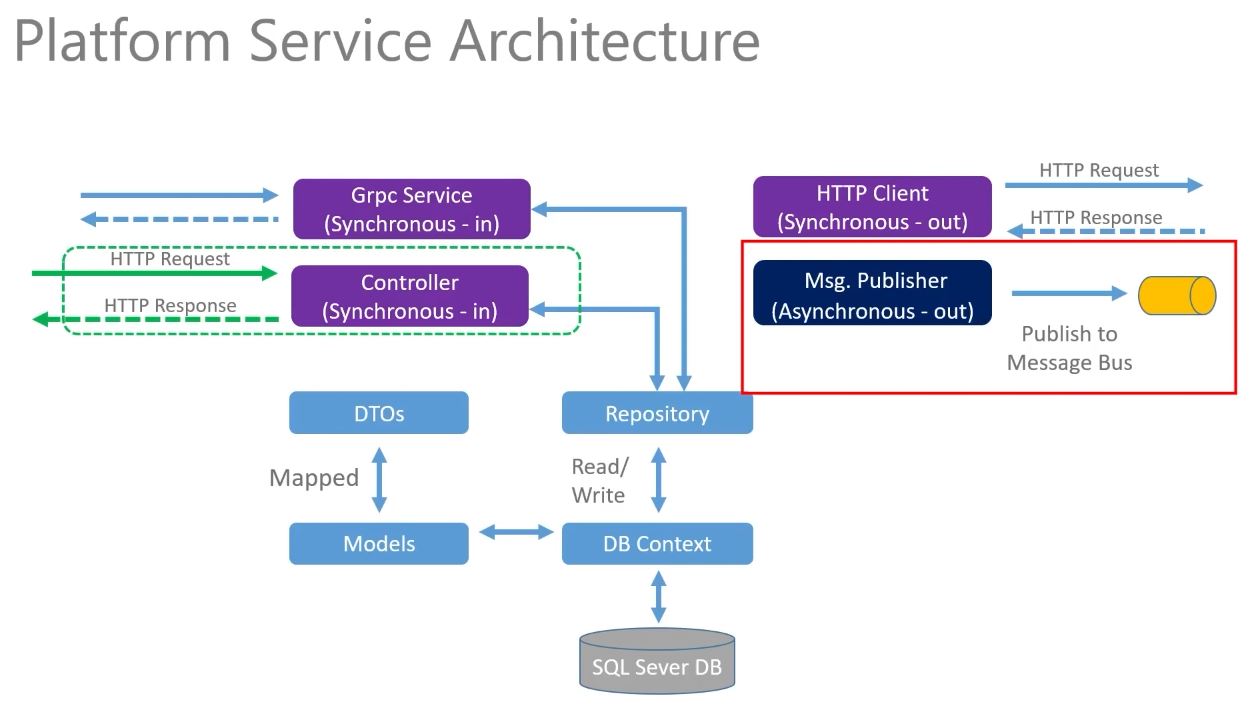 Platform Service Architecture
Grpc Service
(Synchronous - in)
HTTP Request
HTTP Response
Controller
(Synchronous - in)
HTTP Client
(Synchronous - out)
HTTP Request
HTTP Response
Msg. Publisher
(Asynchronous - out)
Publish to
Message Bus
DTOs
Repository
Mapped
Read/
Write
Models
DB Context
SQL Sever DB